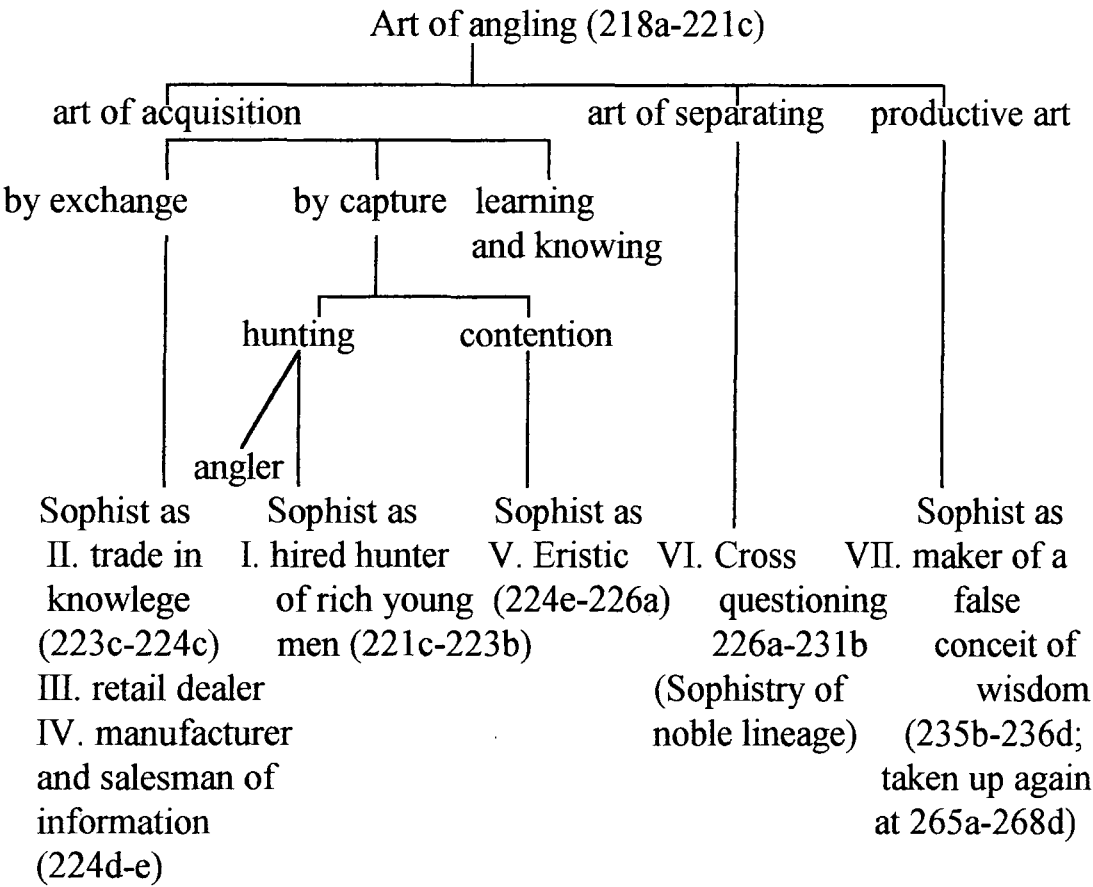 Art of angling (218a-221c)
art of acquisition
art of separating
productive art
by exchange
by capture
learning
and knowing
hunting
contention
angler
Sophist as
II. trade in
knowlege
(223c-224c)
III. retail dealer
IV. manufacturer
and salesman of
information
(224d-e)
Sophist as
I. hired hunter
of rich young
men (221c-223b)
Sophist as
V. Eristic
(224e-226a)
VI. Cross
questioning
226a-231b
(Sophistry of
noble lineage)
Sophist as
VII. maker of a
false
conceit of
wisdom
(235b-236d;
taken up again
at 265a-268d)